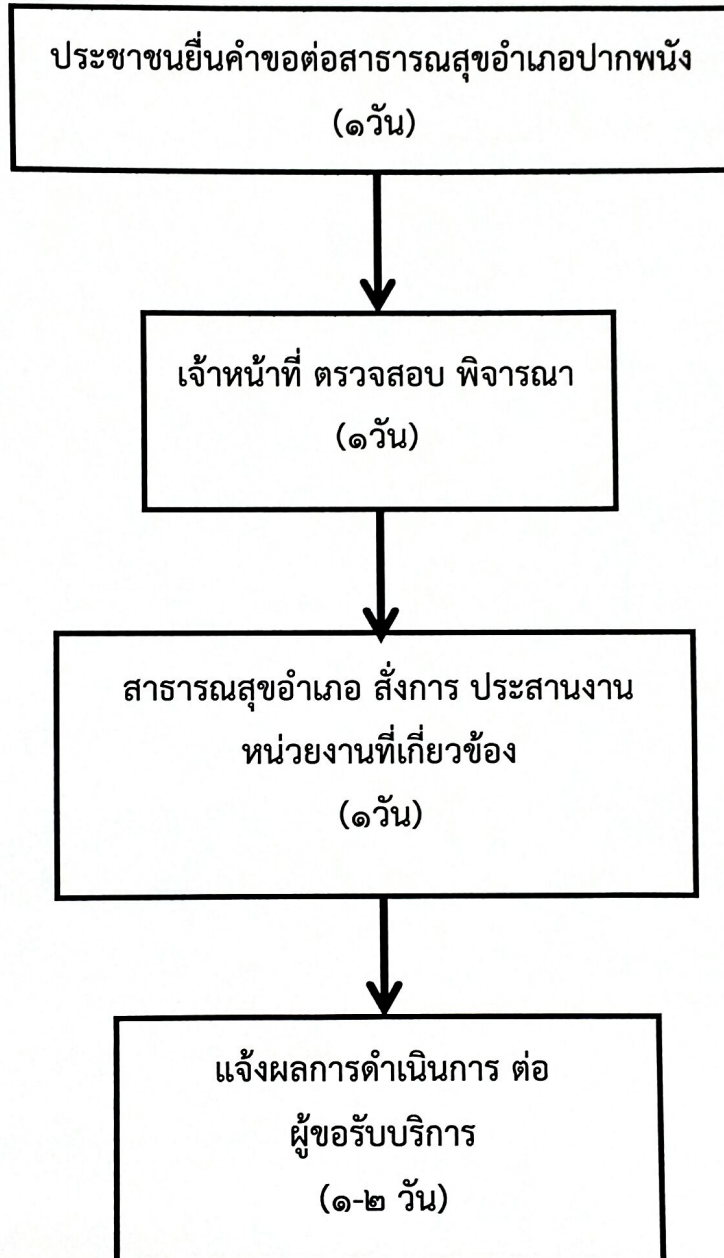 ประชาชนยื่นคำขอต่อสาธารณสุขอำเภอปากพนัง
(๑วัน)
เจ้าหน้าที่ ตรวจสอบ พิจารณา
(๑วัน)
สาธารณสุขอำเภอ สั่งการ ประสานงาน
หน่วยงานที่เกี่ยวข้อง
(๑วัน)
แจ้งผลการดำเนินการ ต่อ
ผู้ขอรับบริการ
(๑-๒ วัน)